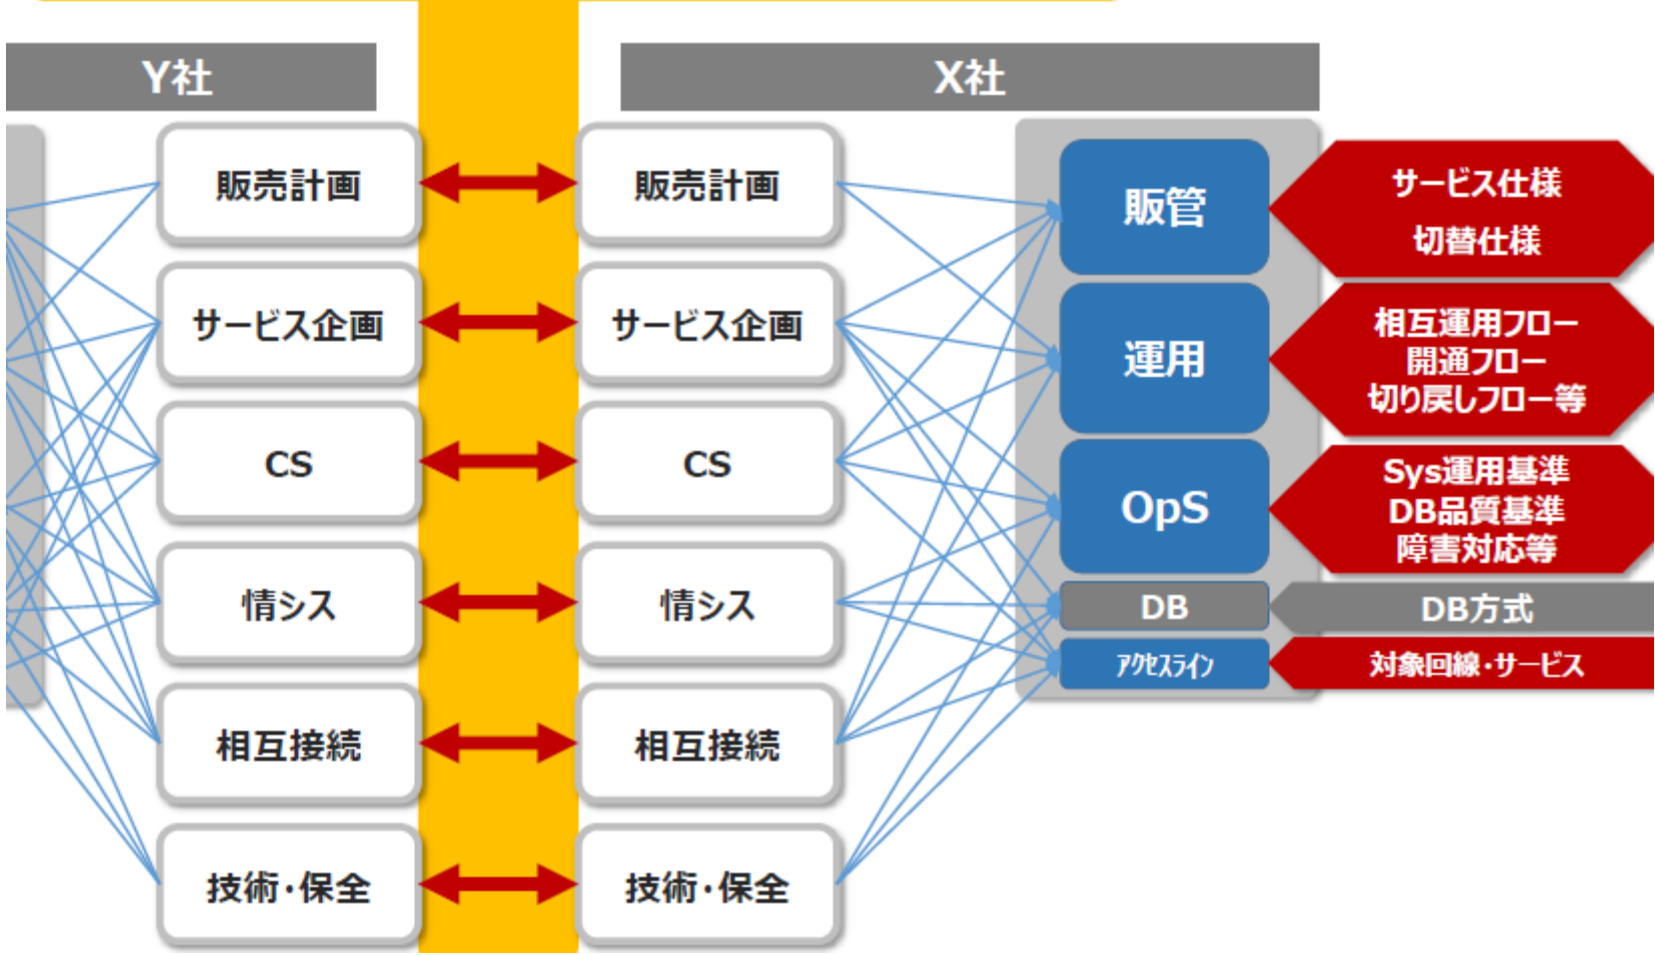 Y社
X社
販売計画
サービス企画
CS
情シス
相互接続
技術・保全
販売計画
サービス企画
CS
情シス
相互接続
技術・保全
販管
運用
OpS
DB
アクセスライン
サービス仕様
切替仕様
相互運用フロー
開通フロー
切り戻しフロー等
Sys運用基準
DB品質基準
障害対応等
DB方式
対象回線・サービス